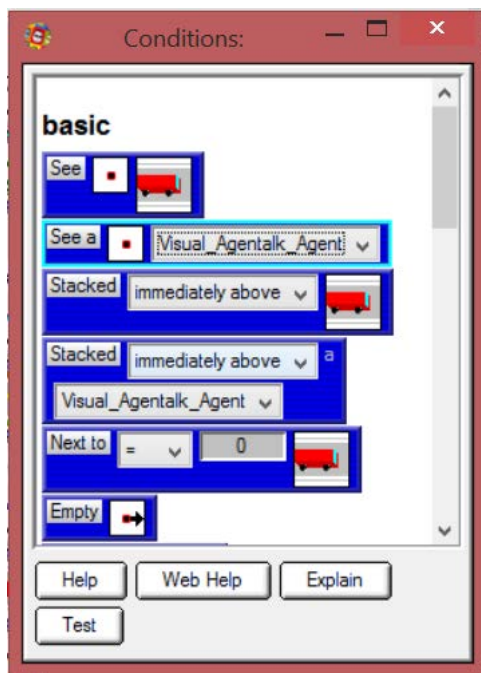 Conditions:
basic
See
See a Visual_Agentalk_Agent
Stacked immediately above
Stacked immediately above a
Visual_Agentalk_Agent
Next to = 0
Empty
Help Web Help Explain
Test